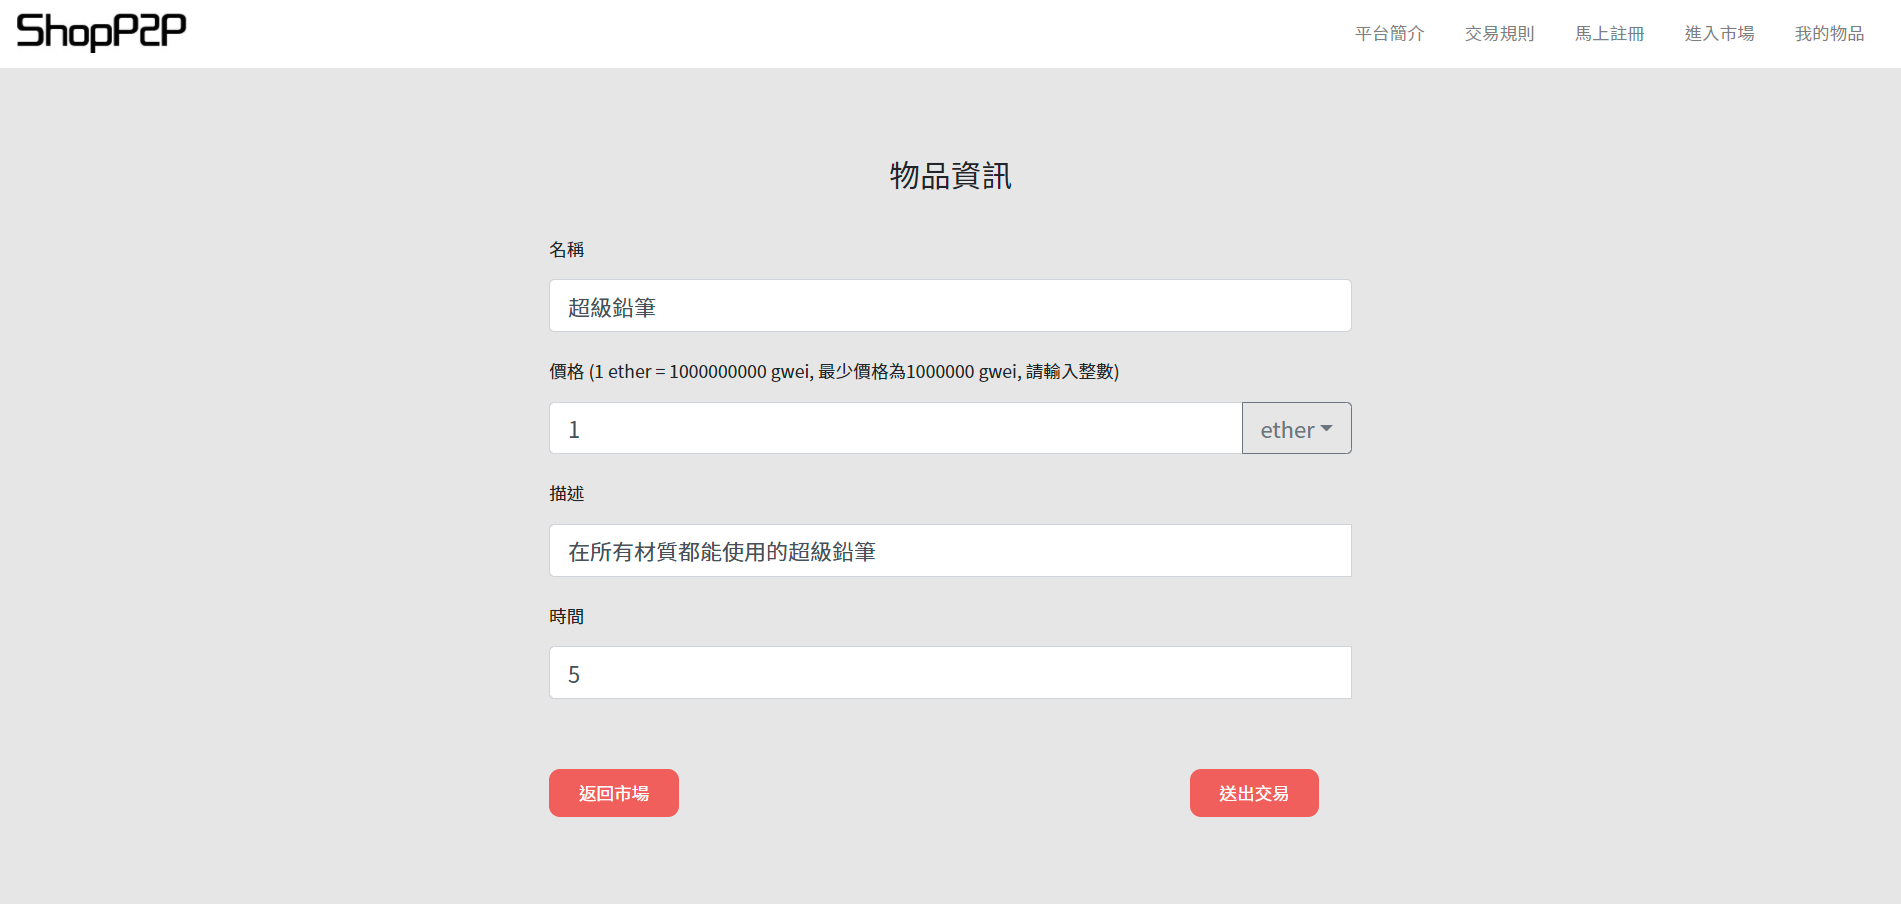 ShopP2P
平台簡介
交易規則
馬上註冊
進入市場
我的物品
物品資訊
名稱
超級鉛筆
價格 (1 ether = 1000000000 gwei, 最少價格為1000000 gwei, 請輸入整數)
1
ether
描述
在所有材質都能使用的超級鉛筆
時間
5
返回市場
送出交易